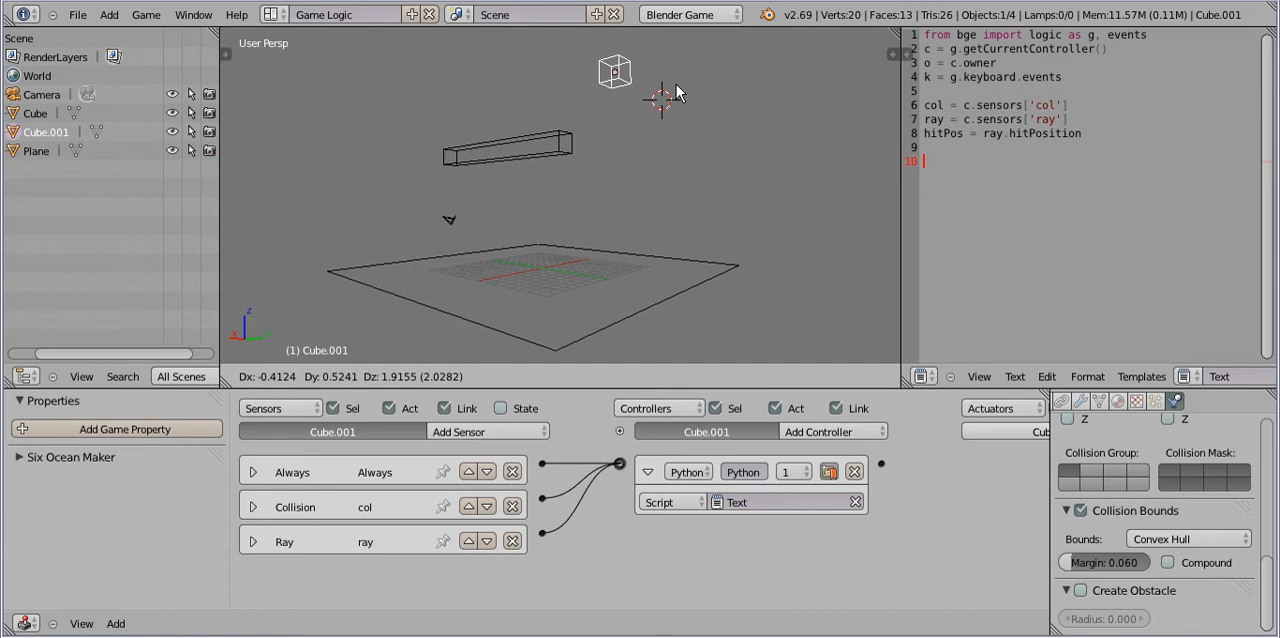 File Add Game Window Help Game Logic Scene Blender Game v2.69 | Verts:20 | Faces:13 | Tris:26 | Objects:1/4 | Lamps:0/0 | Mem:11.57M (0.11M) | Cube.001
Scene
RenderLayers |
World
Camera |
Cube |
Cube.001 |
Plane |
View Search All Scenes
User Persp
z
x y
(1) Cube.001
Dx: -0.4124 Dy: 0.5241 Dz: 1.9155 (2.0282)
1 from bge import logic as g, events
2 c = g.getCurrentController()
3 o = c.owner
4 k = g.keyboard.events
5
6 col = c.sensors['col']
7 ray = c.sensors['ray']
8 hitPos = ray.hitPosition
9
10
View Text Edit Format Templates Text
Properties
Add Game Property
Six Ocean Maker
Sensors Sel Act Link State
Cube.001 Add Sensor
Always Always
Collision col
Ray ray
Controllers Sel Act Link
Cube.001 Add Controller
Python Python 1
Script Text
Actuators
Cub
View Add
Z Z
Collision Group: Collision Mask:
Collision Bounds
Bounds: Convex Hull
Margin: 0.060 Compound
Create Obstacle
Radius: 0.000